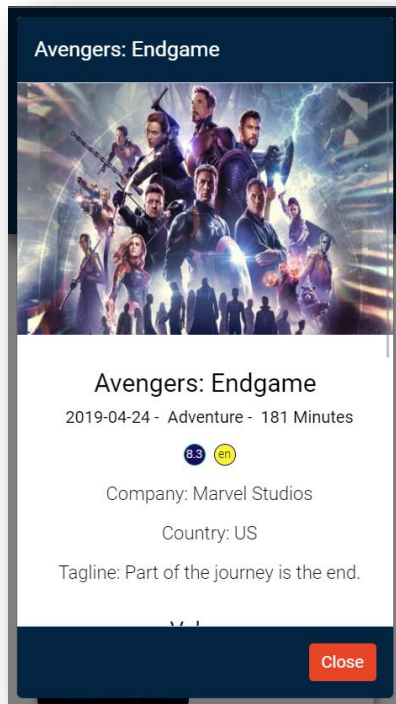 Avengers: Endgame
Avengers: Endgame
2019-04-24 - Adventure - 181 Minutes
8.3 en
Company: Marvel Studios
Country: US
Tagline: Part of the journey is the end.
Close